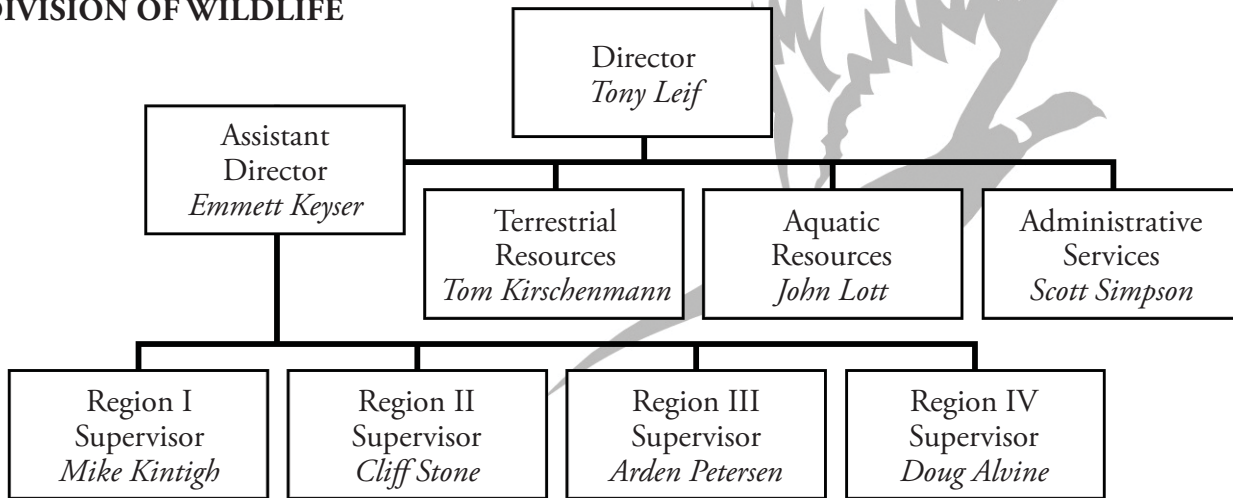 DIVISION OF WILDLIFE
Director
Tony Leif
Assistant
Director
Emmett Keyser
Terrestrial
Resources
Tom Kirschenmann
Aquatic
Resources
John Lott
Administrative
Services
Scott Simpson
Region I
Supervisor
Mike Kintigh
Region II
Supervisor
Cliff Stone
Region III
Supervisor
Arden Petersen
Region IV
Supervisor
Doug Alvine